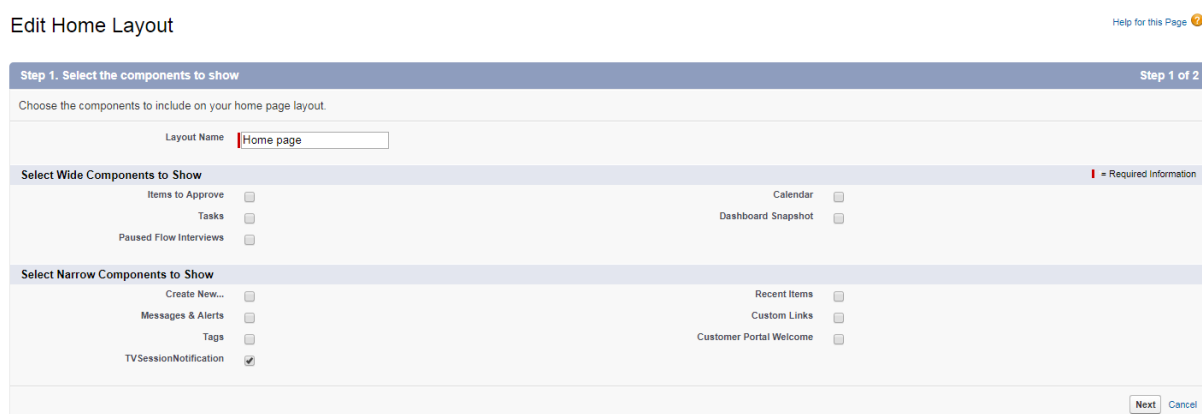 Edit Home Layout
Help for this Page ?
Step 1. Select the components to show
Step 1 of 2
Choose the components to include on your home page layout.
Layout Name Home page
Select Wide Components to Show
= Required Information
Items to Approve
Calendar
Tasks
Dashboard Snapshot
Paused Flow Interviews
Select Narrow Components to Show
Create New...
Recent Items
Messages & Alerts
Custom Links
Tags
Customer Portal Welcome
TVSessionNotification
Next Cancel